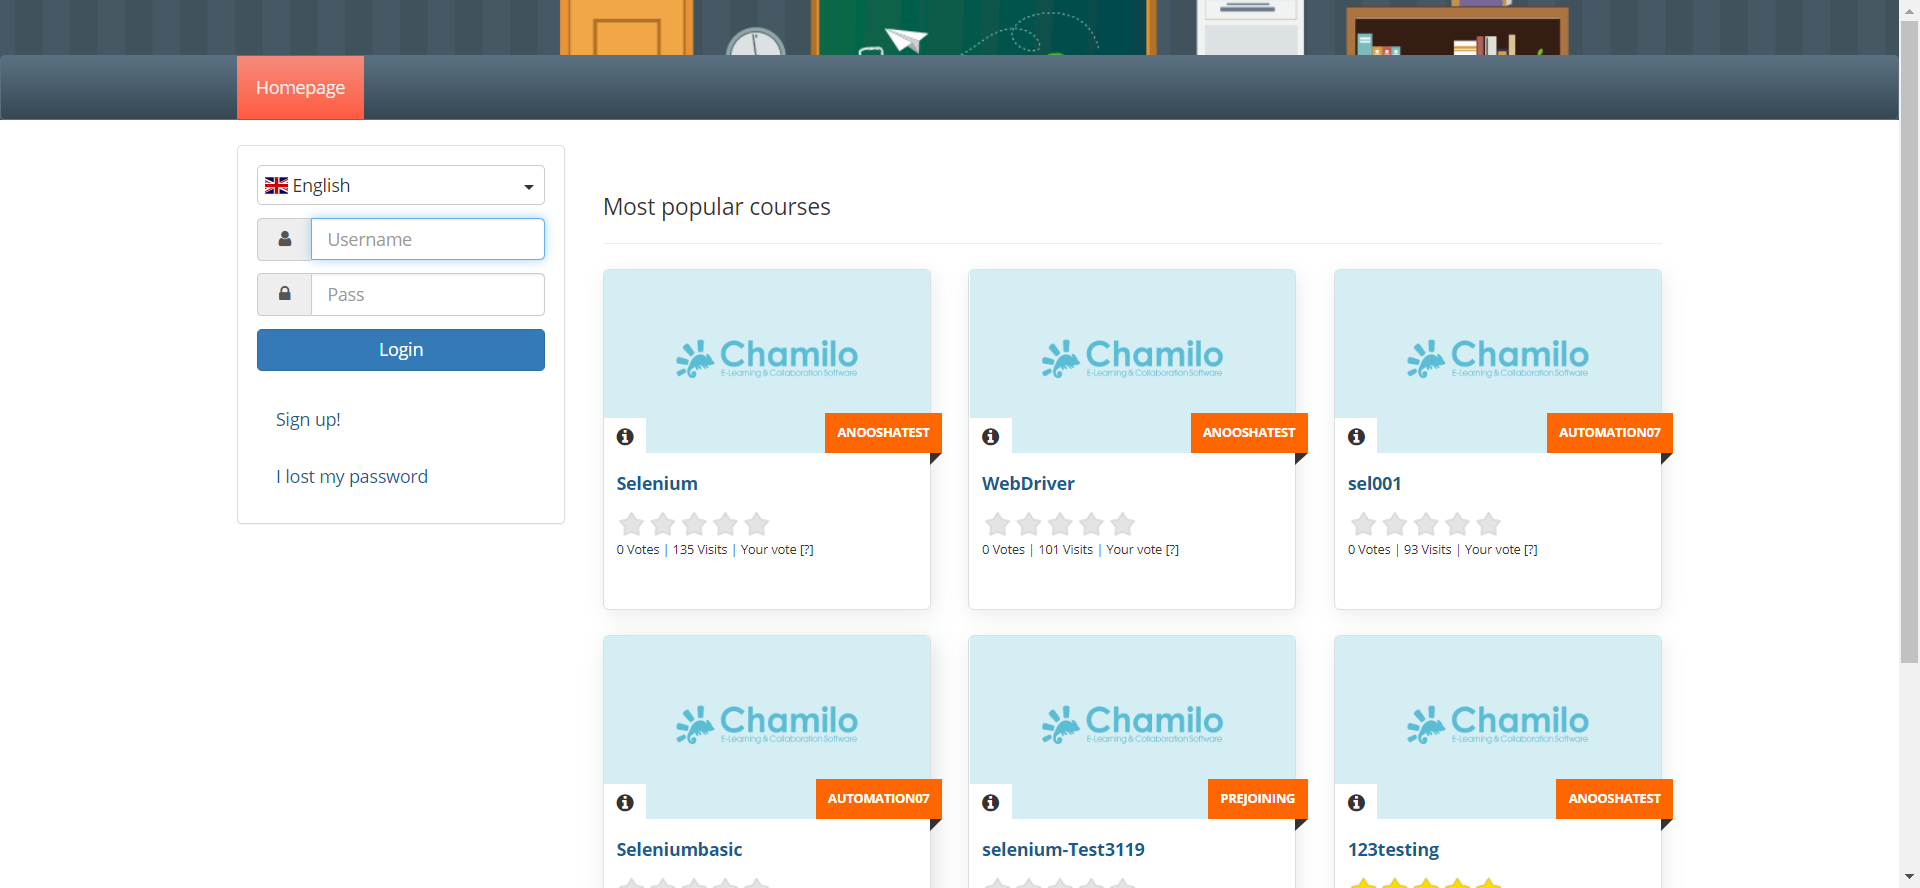 Homepage
English
Username
Pass
Login
Sign up!
I lost my password
Most popular courses
Chamilo
E-Learning & Collaboration Software
ANOOSHATEST
Selenium
0 Votes | 135 Visits | Your vote [?]
Chamilo
E-Learning & Collaboration Software
ANOOSHATEST
WebDriver
0 Votes | 101 Visits | Your vote [?]
Chamilo
E-Learning & Collaboration Software
AUTOMATION07
sel001
0 Votes | 93 Visits | Your vote [?]
Chamilo
E-Learning & Collaboration Software
AUTOMATION07
Seleniumbasic
Chamilo
E-Learning & Collaboration Software
PREJOINING
selenium-Test3119
Chamilo
E-Learning & Collaboration Software
ANOOSHATEST
123testing